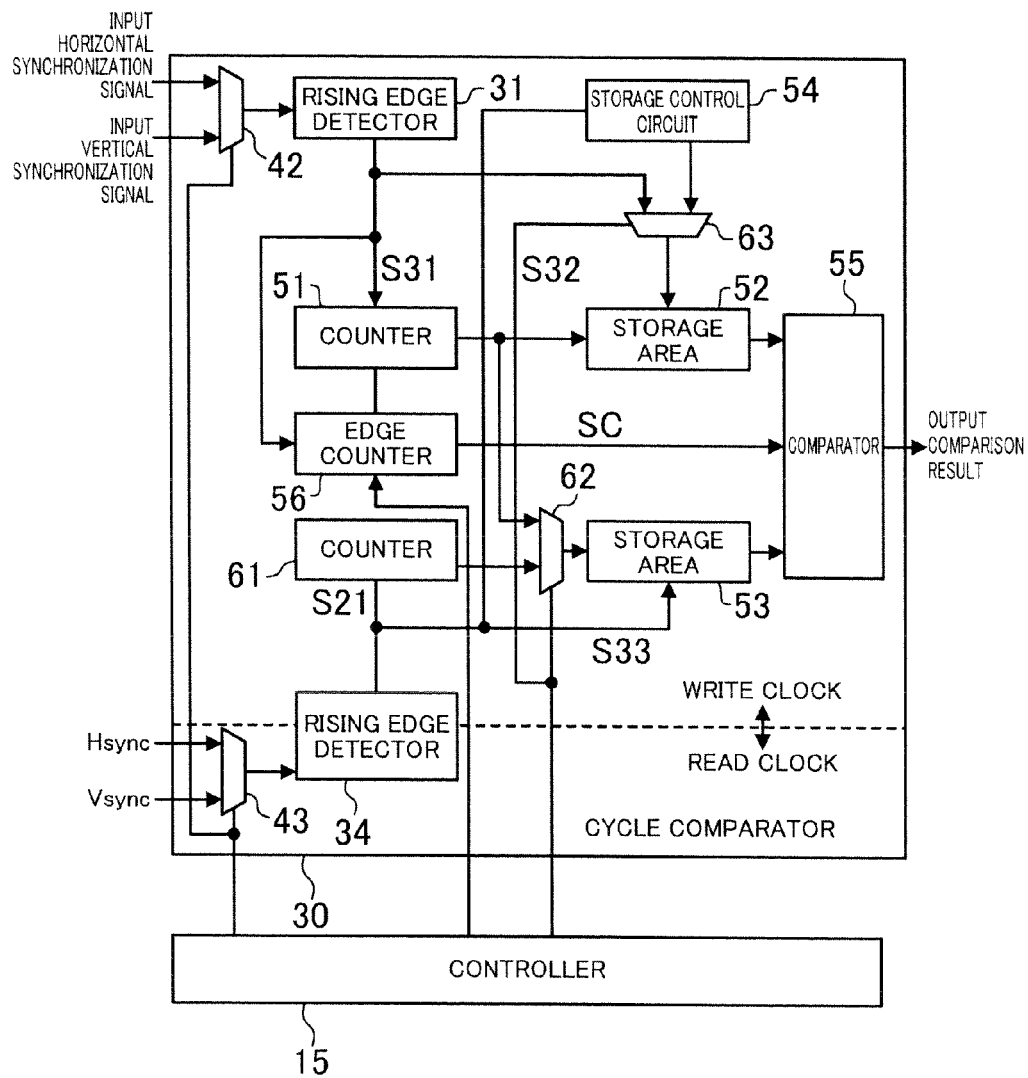 INPUT
HORIZONTAL
SYNCHRONIZATION
SIGNAL
INPUT
VERTICAL
SYNCHRONIZATION
SIGNAL
42
RISING EDGE
DETECTOR
31
STORAGE CONTROL
CIRCUIT
54
63
S31
S32
51
COUNTER
52
STORAGE
AREA
55
COMPARATOR
OUTPUT
COMPARISON
RESULT
EDGE
COUNTER
56
SC
62
COUNTER
61
STORAGE
AREA
53
S21
S33
RISING EDGE
DETECTOR
34
WRITE CLOCK
READ CLOCK
Hsync
Vsync
43
CYCLE COMPARATOR
30
CONTROLLER
15